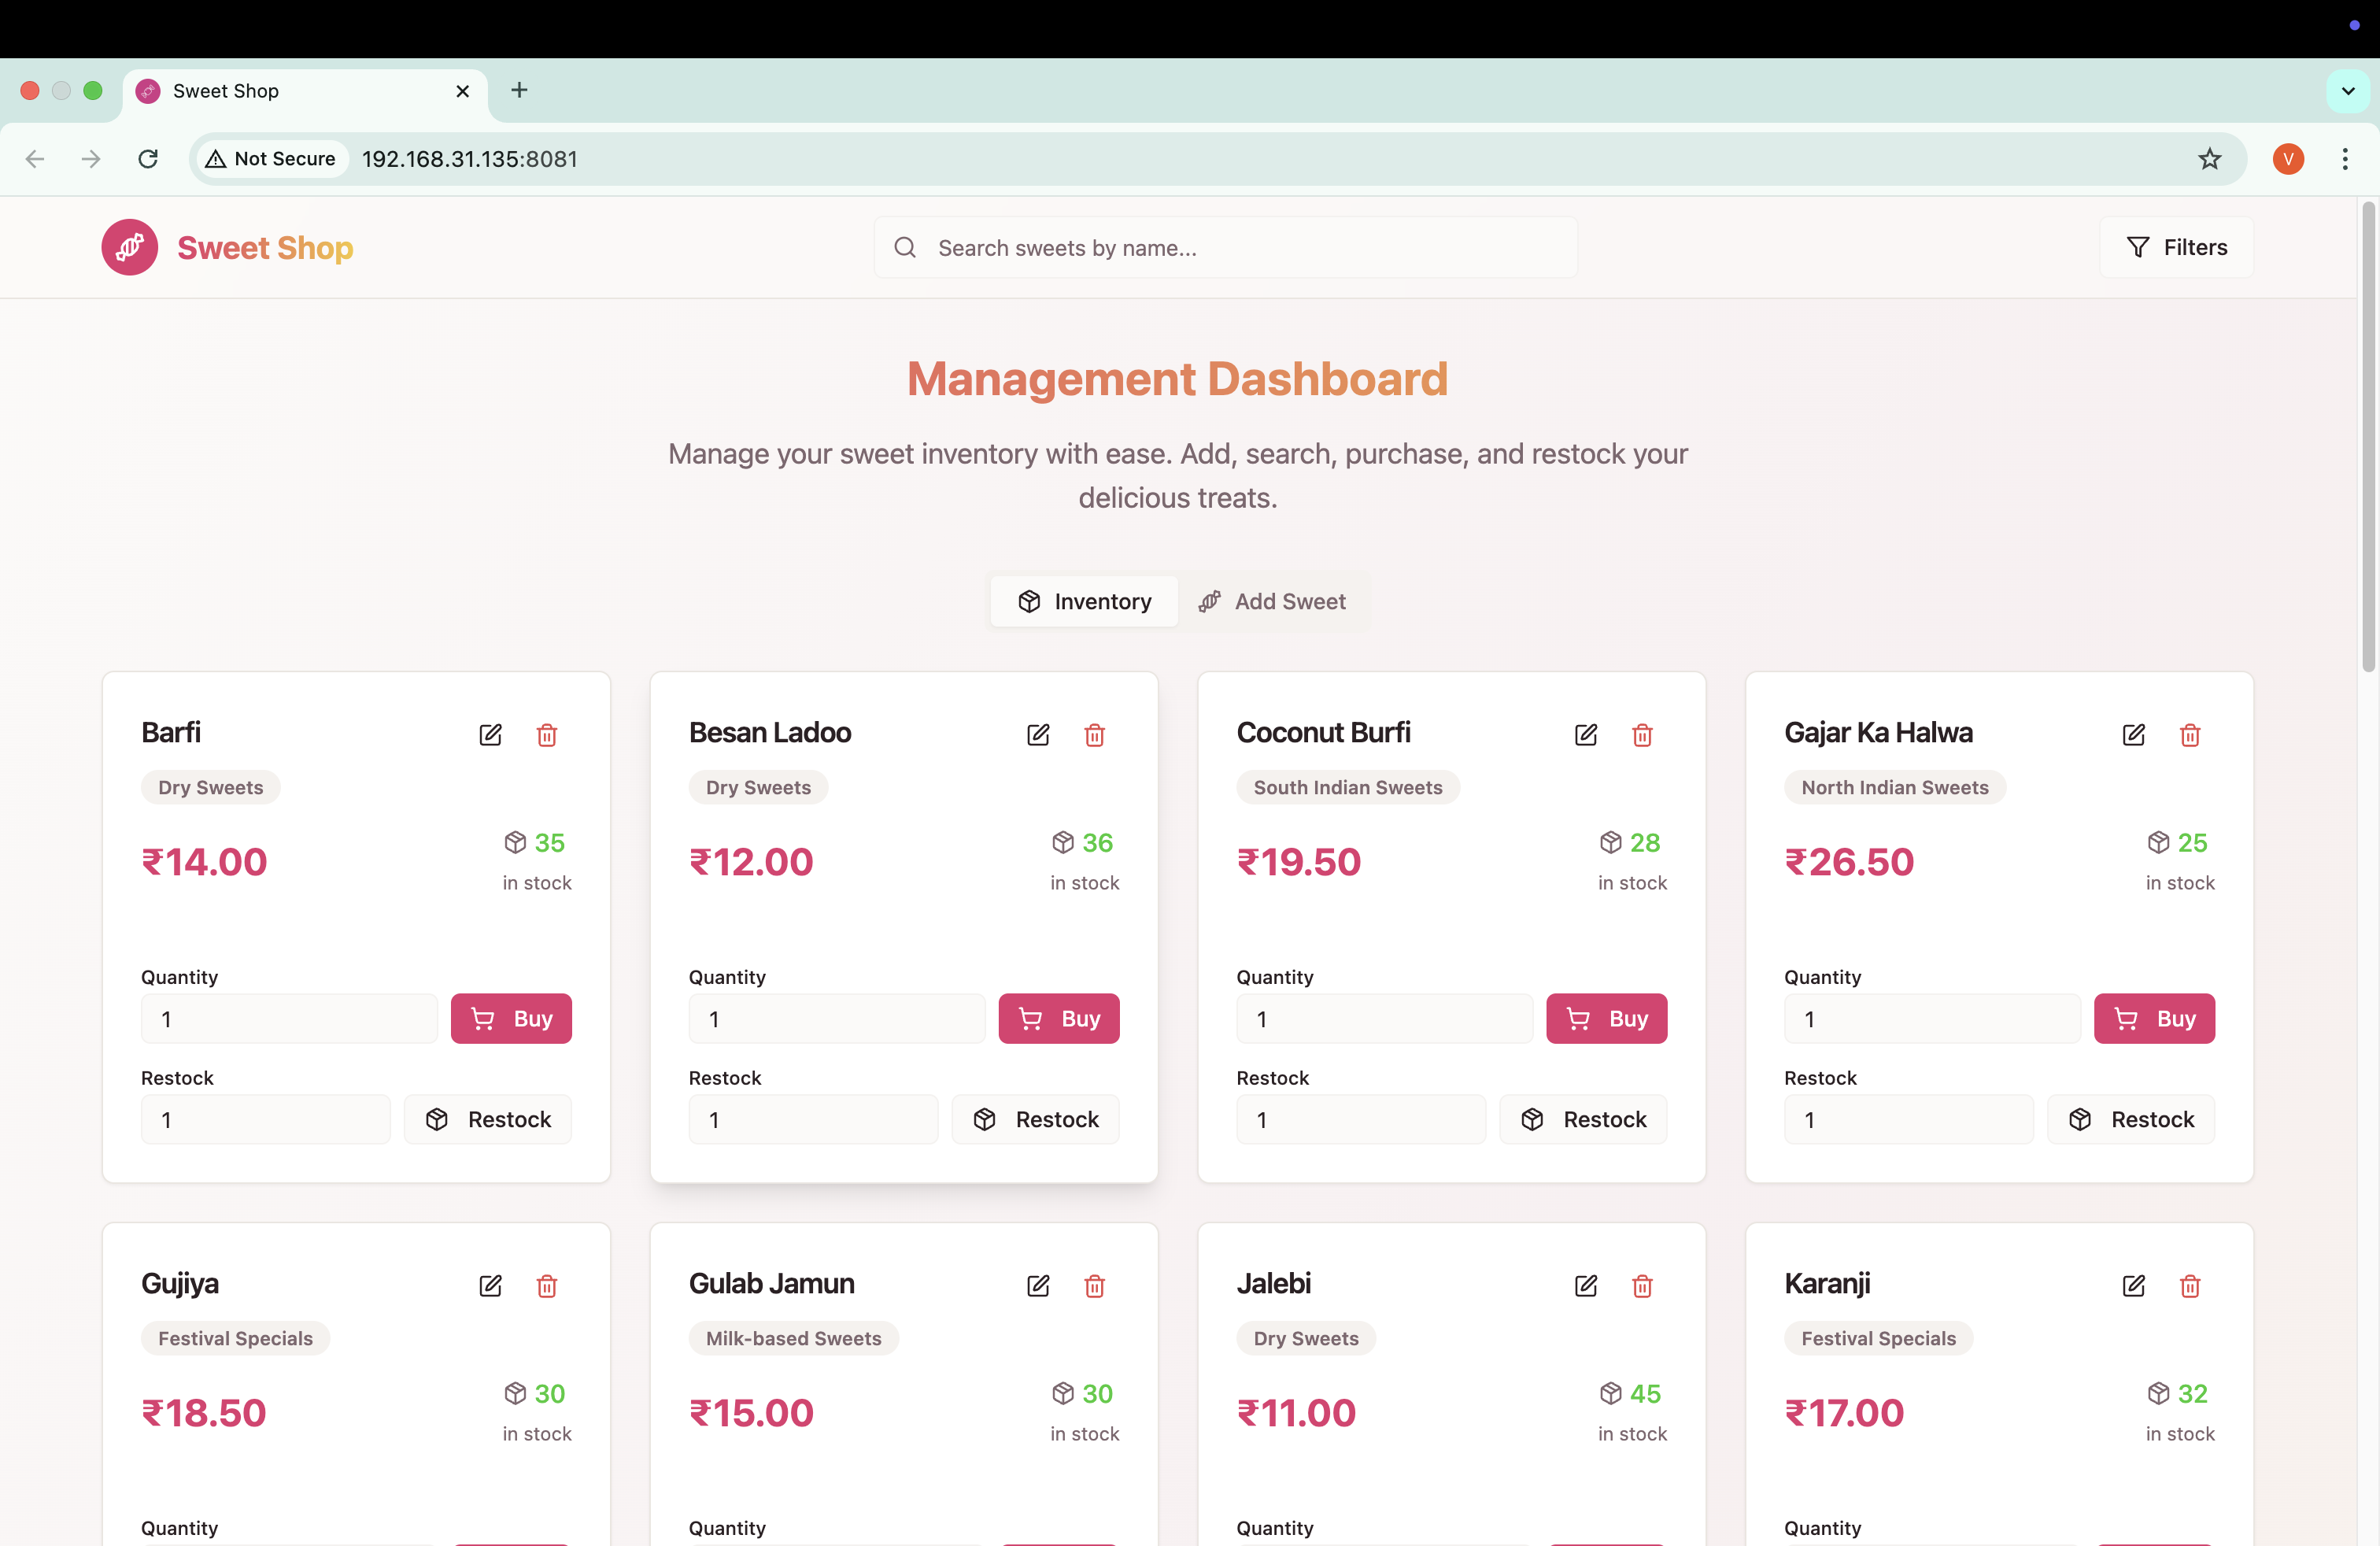 Sweet Shop
Not Secure 192.168.31.135:8081
V
Sweet Shop
Search sweets by name...
Filters
Management Dashboard
Manage your sweet inventory with ease. Add, search, purchase, and restock your
delicious treats.
Inventory
Add Sweet
Barfi
Dry Sweets
₹14.00
35
in stock
Quantity
1
Buy
Restock
1
Restock
Besan Ladoo
Dry Sweets
₹12.00
36
in stock
Quantity
1
Buy
Restock
1
Restock
Coconut Burfi
South Indian Sweets
₹19.50
28
in stock
Quantity
1
Buy
Restock
1
Restock
Gajar Ka Halwa
North Indian Sweets
₹26.50
25
in stock
Quantity
1
Buy
Restock
1
Restock
Gujiya
Festival Specials
₹18.50
30
in stock
Quantity
Gulab Jamun
Milk-based Sweets
₹15.00
30
in stock
Quantity
Jalebi
Dry Sweets
₹11.00
45
in stock
Quantity
Karanji
Festival Specials
₹17.00
32
in stock
Quantity